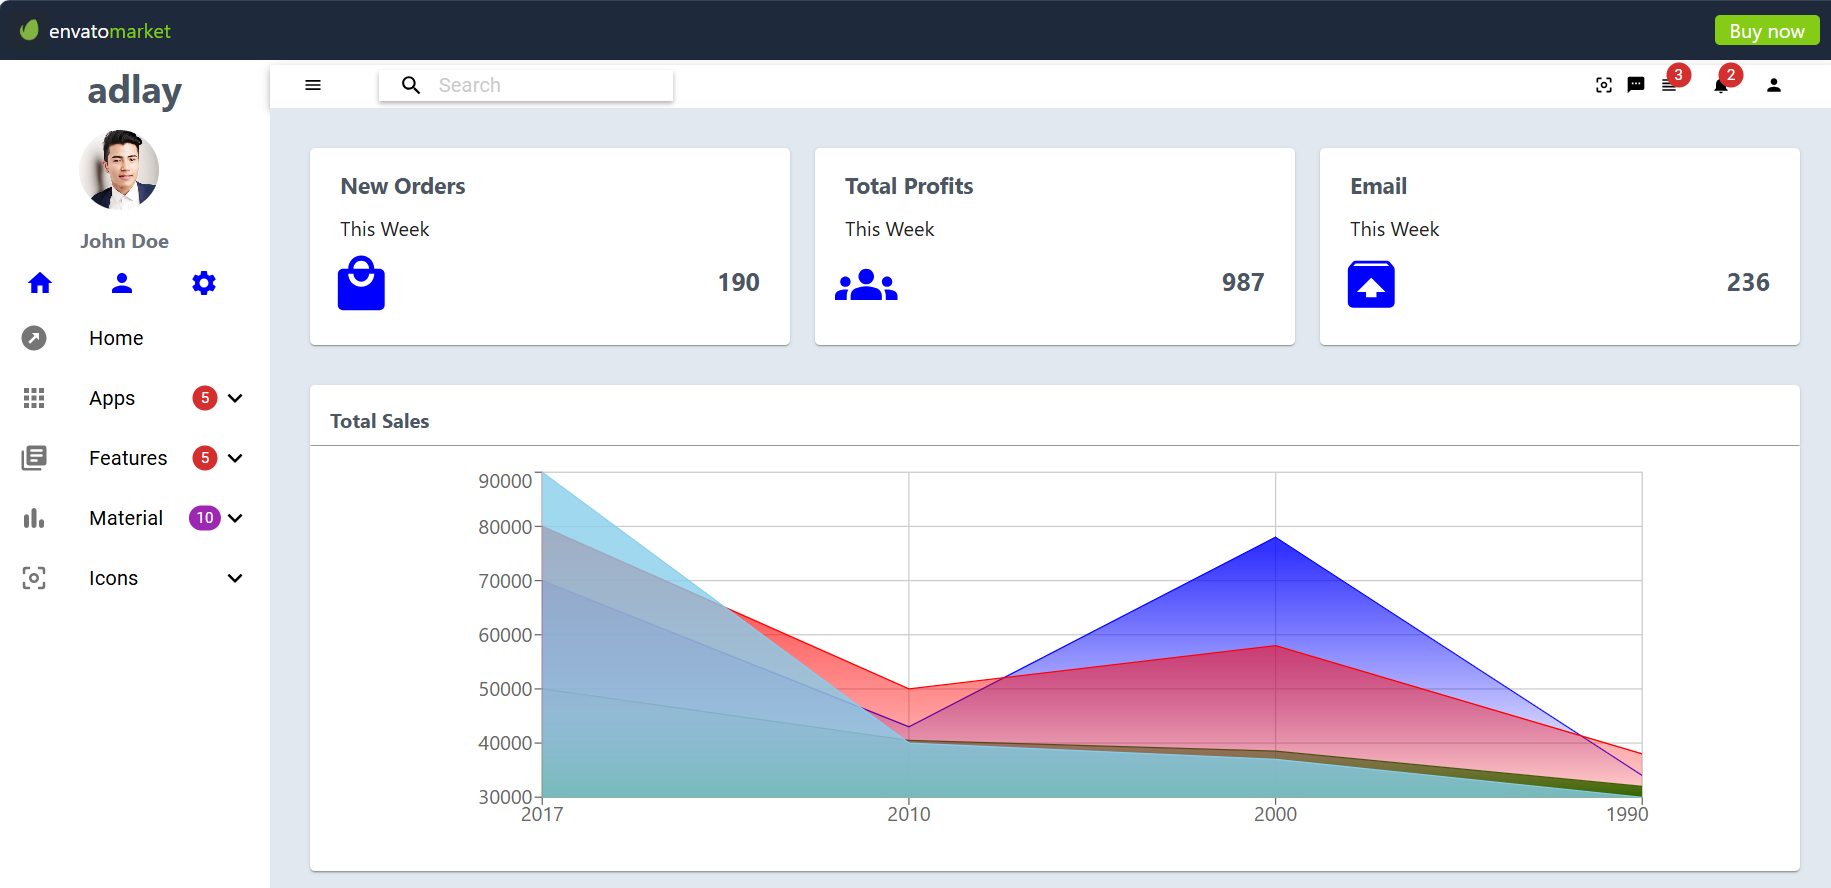 envatomarket
Buy now
adlay
Search
3
2
John Doe
Home
Apps
5
Features
5
Material
10
Icons
New Orders
This Week
190
Total Profits
This Week
987
Email
This Week
236
Total Sales
90000
80000
70000
60000
50000
40000
30000
2017
2010
2000
1990